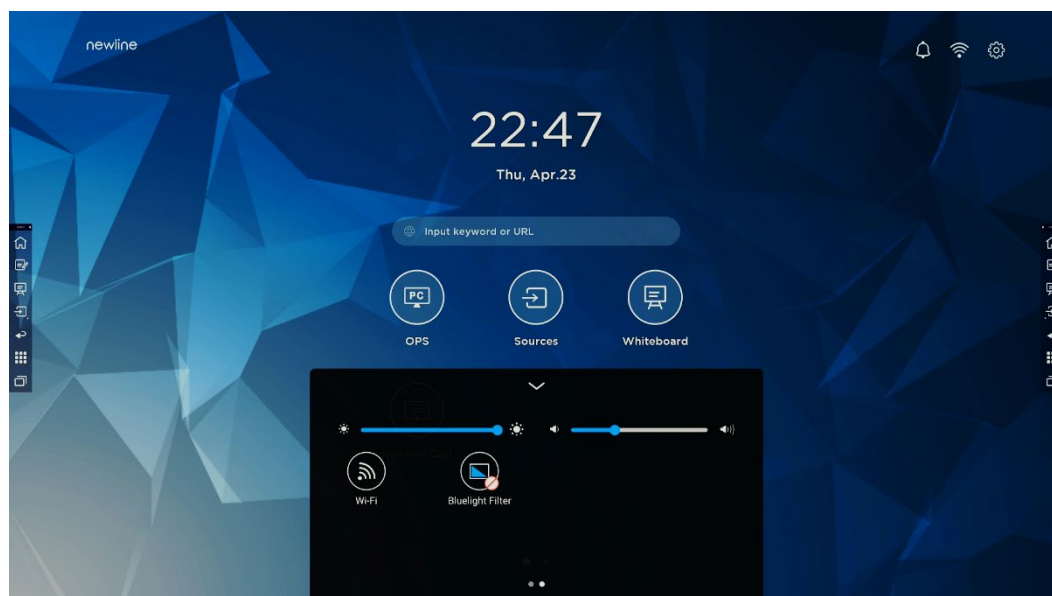 newline
22:47
Thu, Apr.23
Input keyword or URL
PC
OPS
Sources
Whiteboard
Wi-Fi
Bluelight Filter